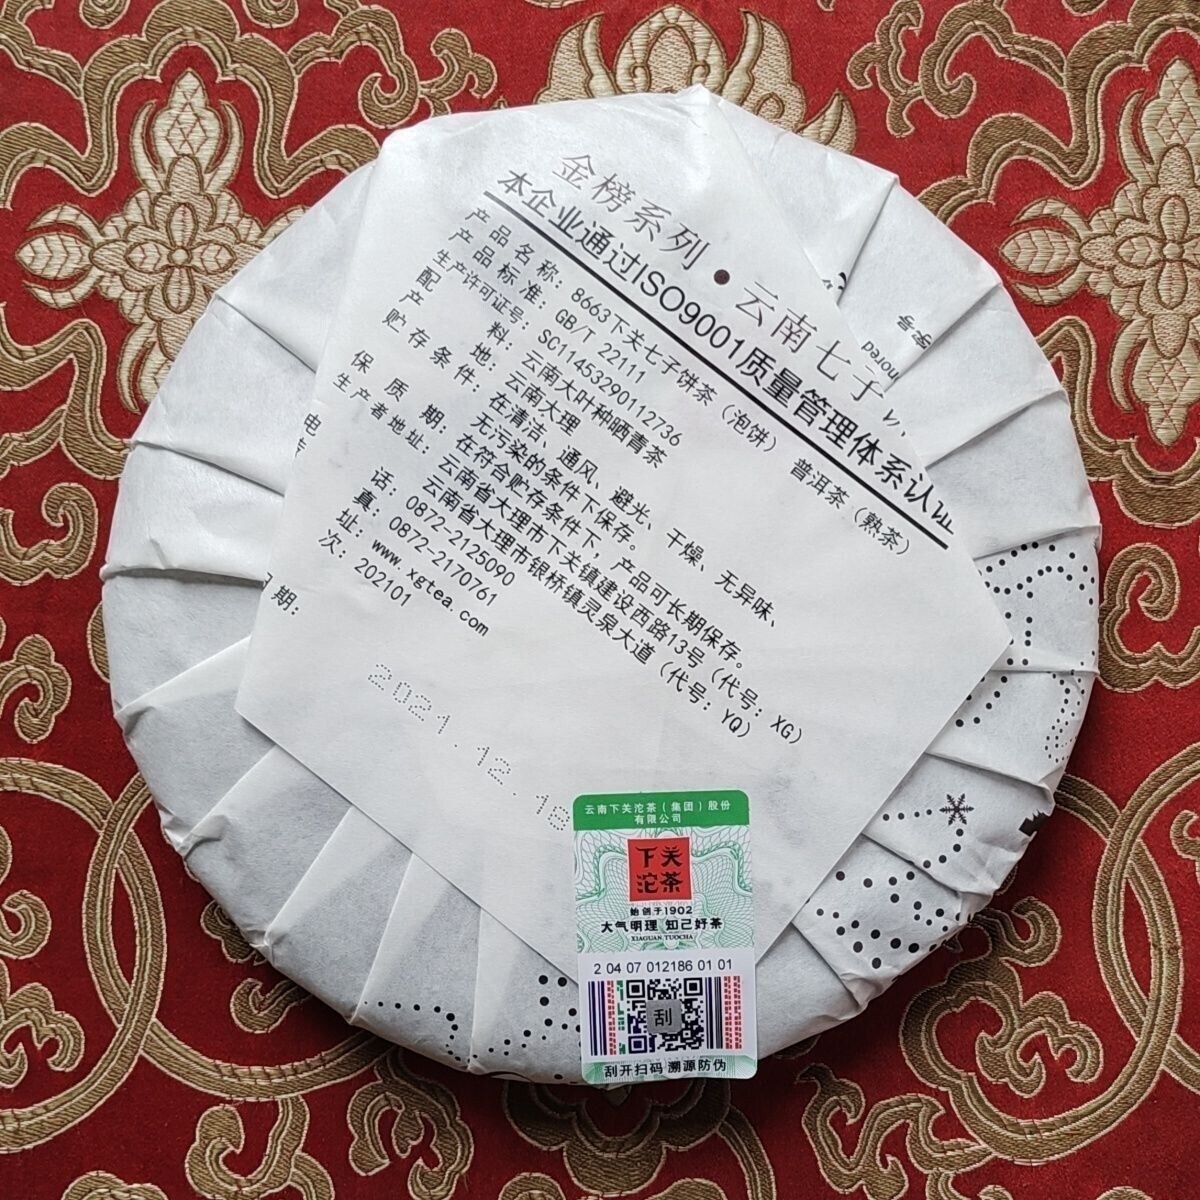 金榜系列·云南七子
本企业通过ISO9001质量管理体系认证
产品名称: 8663下关七子饼茶（泡饼） 普洱茶（熟茶）
产品标准: GB/T 22111
生产许可证号: SC11453290112736
配料: 云南大叶种晒青茶
产地: 云南大理
贮存条件: 在清洁、通风、避光、干燥、无异味、
无污染的条件下保存。
保质期: 在符合贮存条件下，产品可长期保存。
生产者地址: 云南省大理市下关镇建设西路13号（代号: XG）
云南省大理市银桥镇灵泉大道（代号: YQ）
电话: 0872-2125090
真: 0872-2170761
址: www.xgtea.com
次: 202101
期:
2021.12.18
云南下关沱茶（集团）股份
有限公司
下关
沱茶
始创于1902
大气明理 知己好茶
XIAGUAN TUOCHA
2 04 07 012186 01 01
刮
刮开扫码 溯源防伪